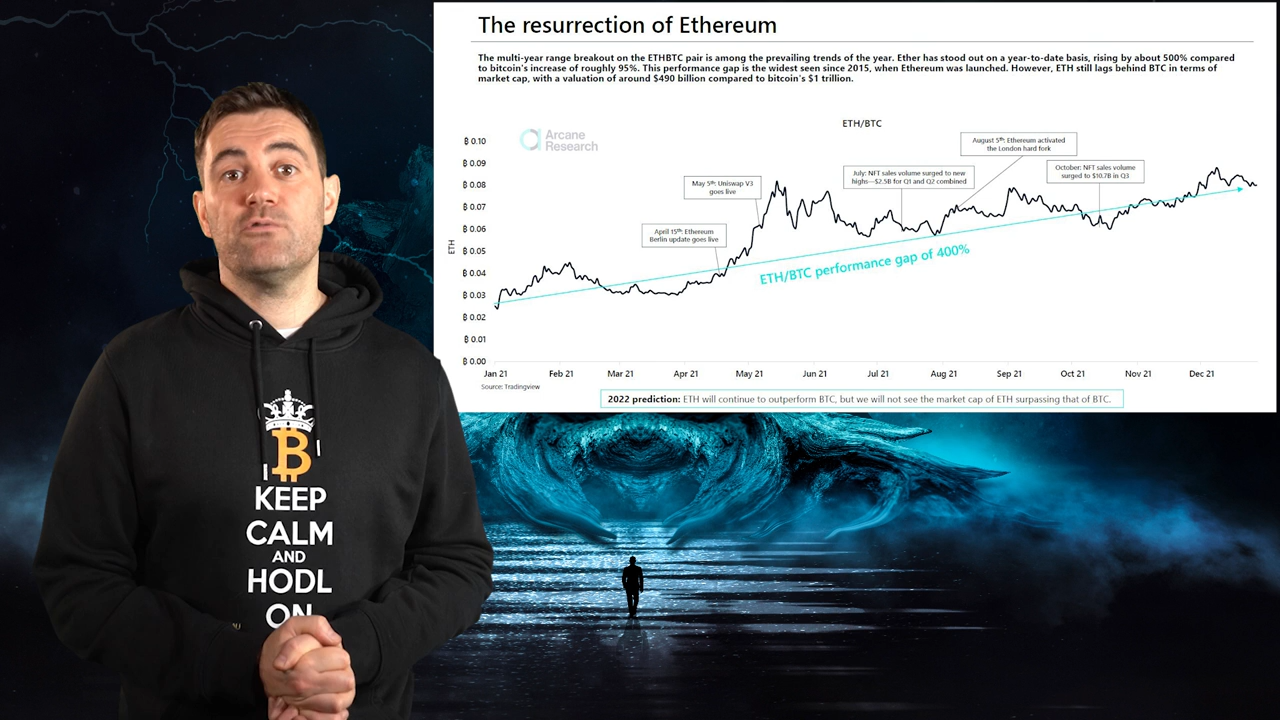 The resurrection of Ethereum
The multi-year range breakout on the ETHBTC pair is among the prevailing trends of the year. Ether has stood out on a year-to-date basis, rising by about 500% compared
to bitcoin's increase of roughly 95%. This performance gap is the widest seen since 2015, when Ethereum was launched. However, ETH still lags behind BTC in terms of
market cap, with a valuation of around $490 billion compared to bitcoin's $1 trillion.
Arcane
Research
ETH/BTC
ETH
₿ 0.10
₿ 0.09
₿ 0.08
₿ 0.07
₿ 0.06
₿ 0.05
₿ 0.04
₿ 0.03
₿ 0.02
₿ 0.01
₿ 0.00
April 15th: Ethereum
Berlin update goes live
May 5th: Uniswap V3
goes live
July: NFT sales volume surged to new
highs—$2.5B for Q1 and Q2 combined
August 5th: Ethereum activated
the London hard fork
October: NFT sales volume
surged to $10.7B in Q3
ETH/BTC performance gap of 400%
Jan 21 Feb 21 Mar 21 Apr 21 May 21 Jun 21 Jul 21 Aug 21 Sep 21 Oct 21 Nov 21 Dec 21
Source: Tradingview
2022 prediction: ETH will continue to outperform BTC, but we will not see the market cap of ETH surpassing that of BTC.
₿
KEEP
CALM
AND
HODL
ON